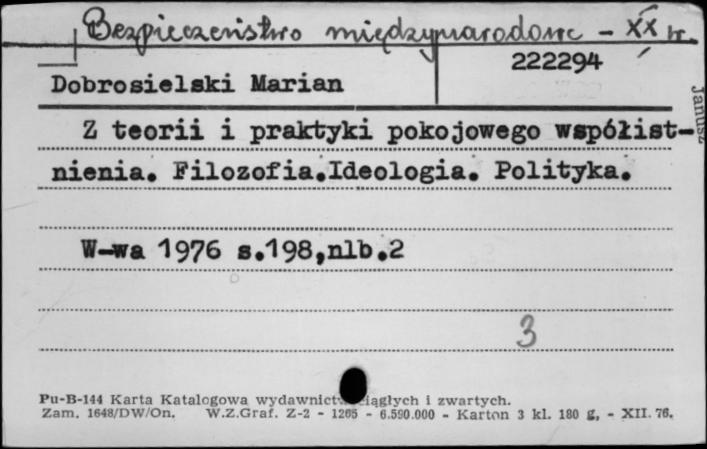 Bezpieczeństwo międzynarodowe - XX w.
222294
Dobrosielski Marian
Janusz
Z teorii i praktyki pokojowego współist-
nienia. Filozofia.Ideologia. Polityka.
W-wa 1976 s.198,nlb.2
3
Pu-B-144 Karta Katalogowa wydawnictw ciągłych i zwartych.
Zam. 1648/DW/On. W.Z.Graf. Z-2 - 1265 - 6.590.000 - Karton 3 kl. 180 g, - XII. 76.